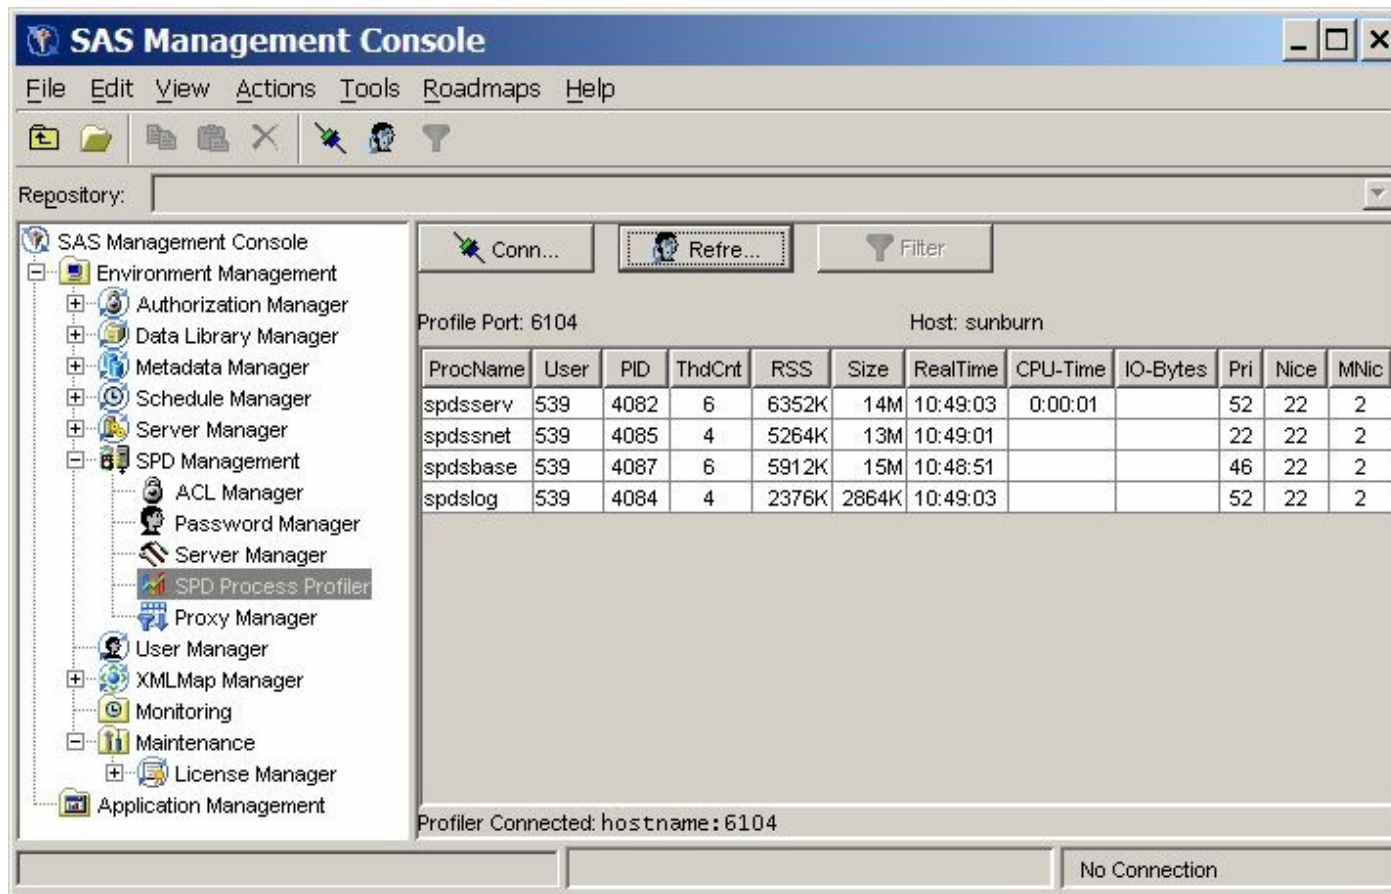 SAS Management Console
File Edit View Actions Tools Roadmaps Help
Repository:
SAS Management Console
Environment Management
Authorization Manager
Data Library Manager
Metadata Manager
Schedule Manager
Server Manager
SPD Management
ACL Manager
Password Manager
Server Manager
SPD Process Profiler
Proxy Manager
User Manager
XMLMap Manager
Monitoring
Maintenance
License Manager
Application Management
Conn... Refre... Filter
Profile Port: 6104 Host: sunburn
ProcName User PID ThdCnt RSS Size RealTime CPU-Time IO-Bytes Pri Nice MNic
spdsserv 539 4082 6 6352K 14M 10:49:03 0:00:01 52 22 2
spdssnet 539 4085 4 5264K 13M 10:49:01 22 22 2
spdsbase 539 4087 6 5912K 15M 10:48:51 46 22 2
spdslog 539 4084 4 2376K 2864K 10:49:03 52 22 2
Profiler Connected: hostname:6104
No Connection